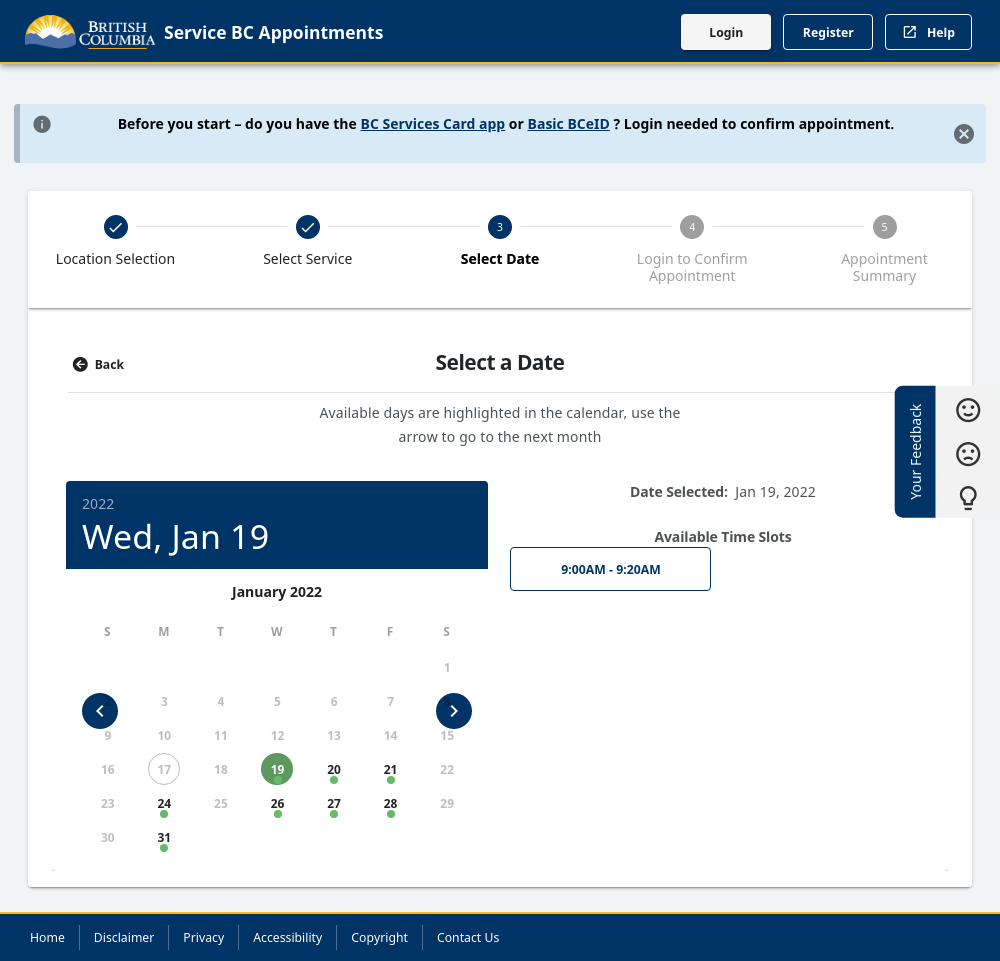 BRITISH
COLUMBIA
Service BC Appointments
Login
Register
Help
Before you start – do you have the BC Services Card app or Basic BCeID ? Login needed to confirm appointment.
3
4
5
Location Selection
Select Service
Select Date
Login to Confirm
Appointment
Appointment
Summary
Back
Select a Date
Available days are highlighted in the calendar, use the
arrow to go to the next month
Your Feedback
2022
Wed, Jan 19
January 2022
S M T W T F S
1
3 4 5 6 7
9 10 11 12 13 14 15
16 17 18 19 20 21 22
23 24 25 26 27 28 29
30 31
Date Selected: Jan 19, 2022
Available Time Slots
9:00AM - 9:20AM
Home
Disclaimer
Privacy
Accessibility
Copyright
Contact Us